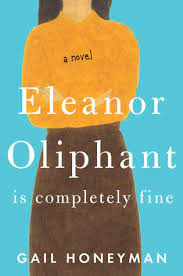 a novel
Eleanor
Oliphant
is completely fine
GAIL HONEYMAN